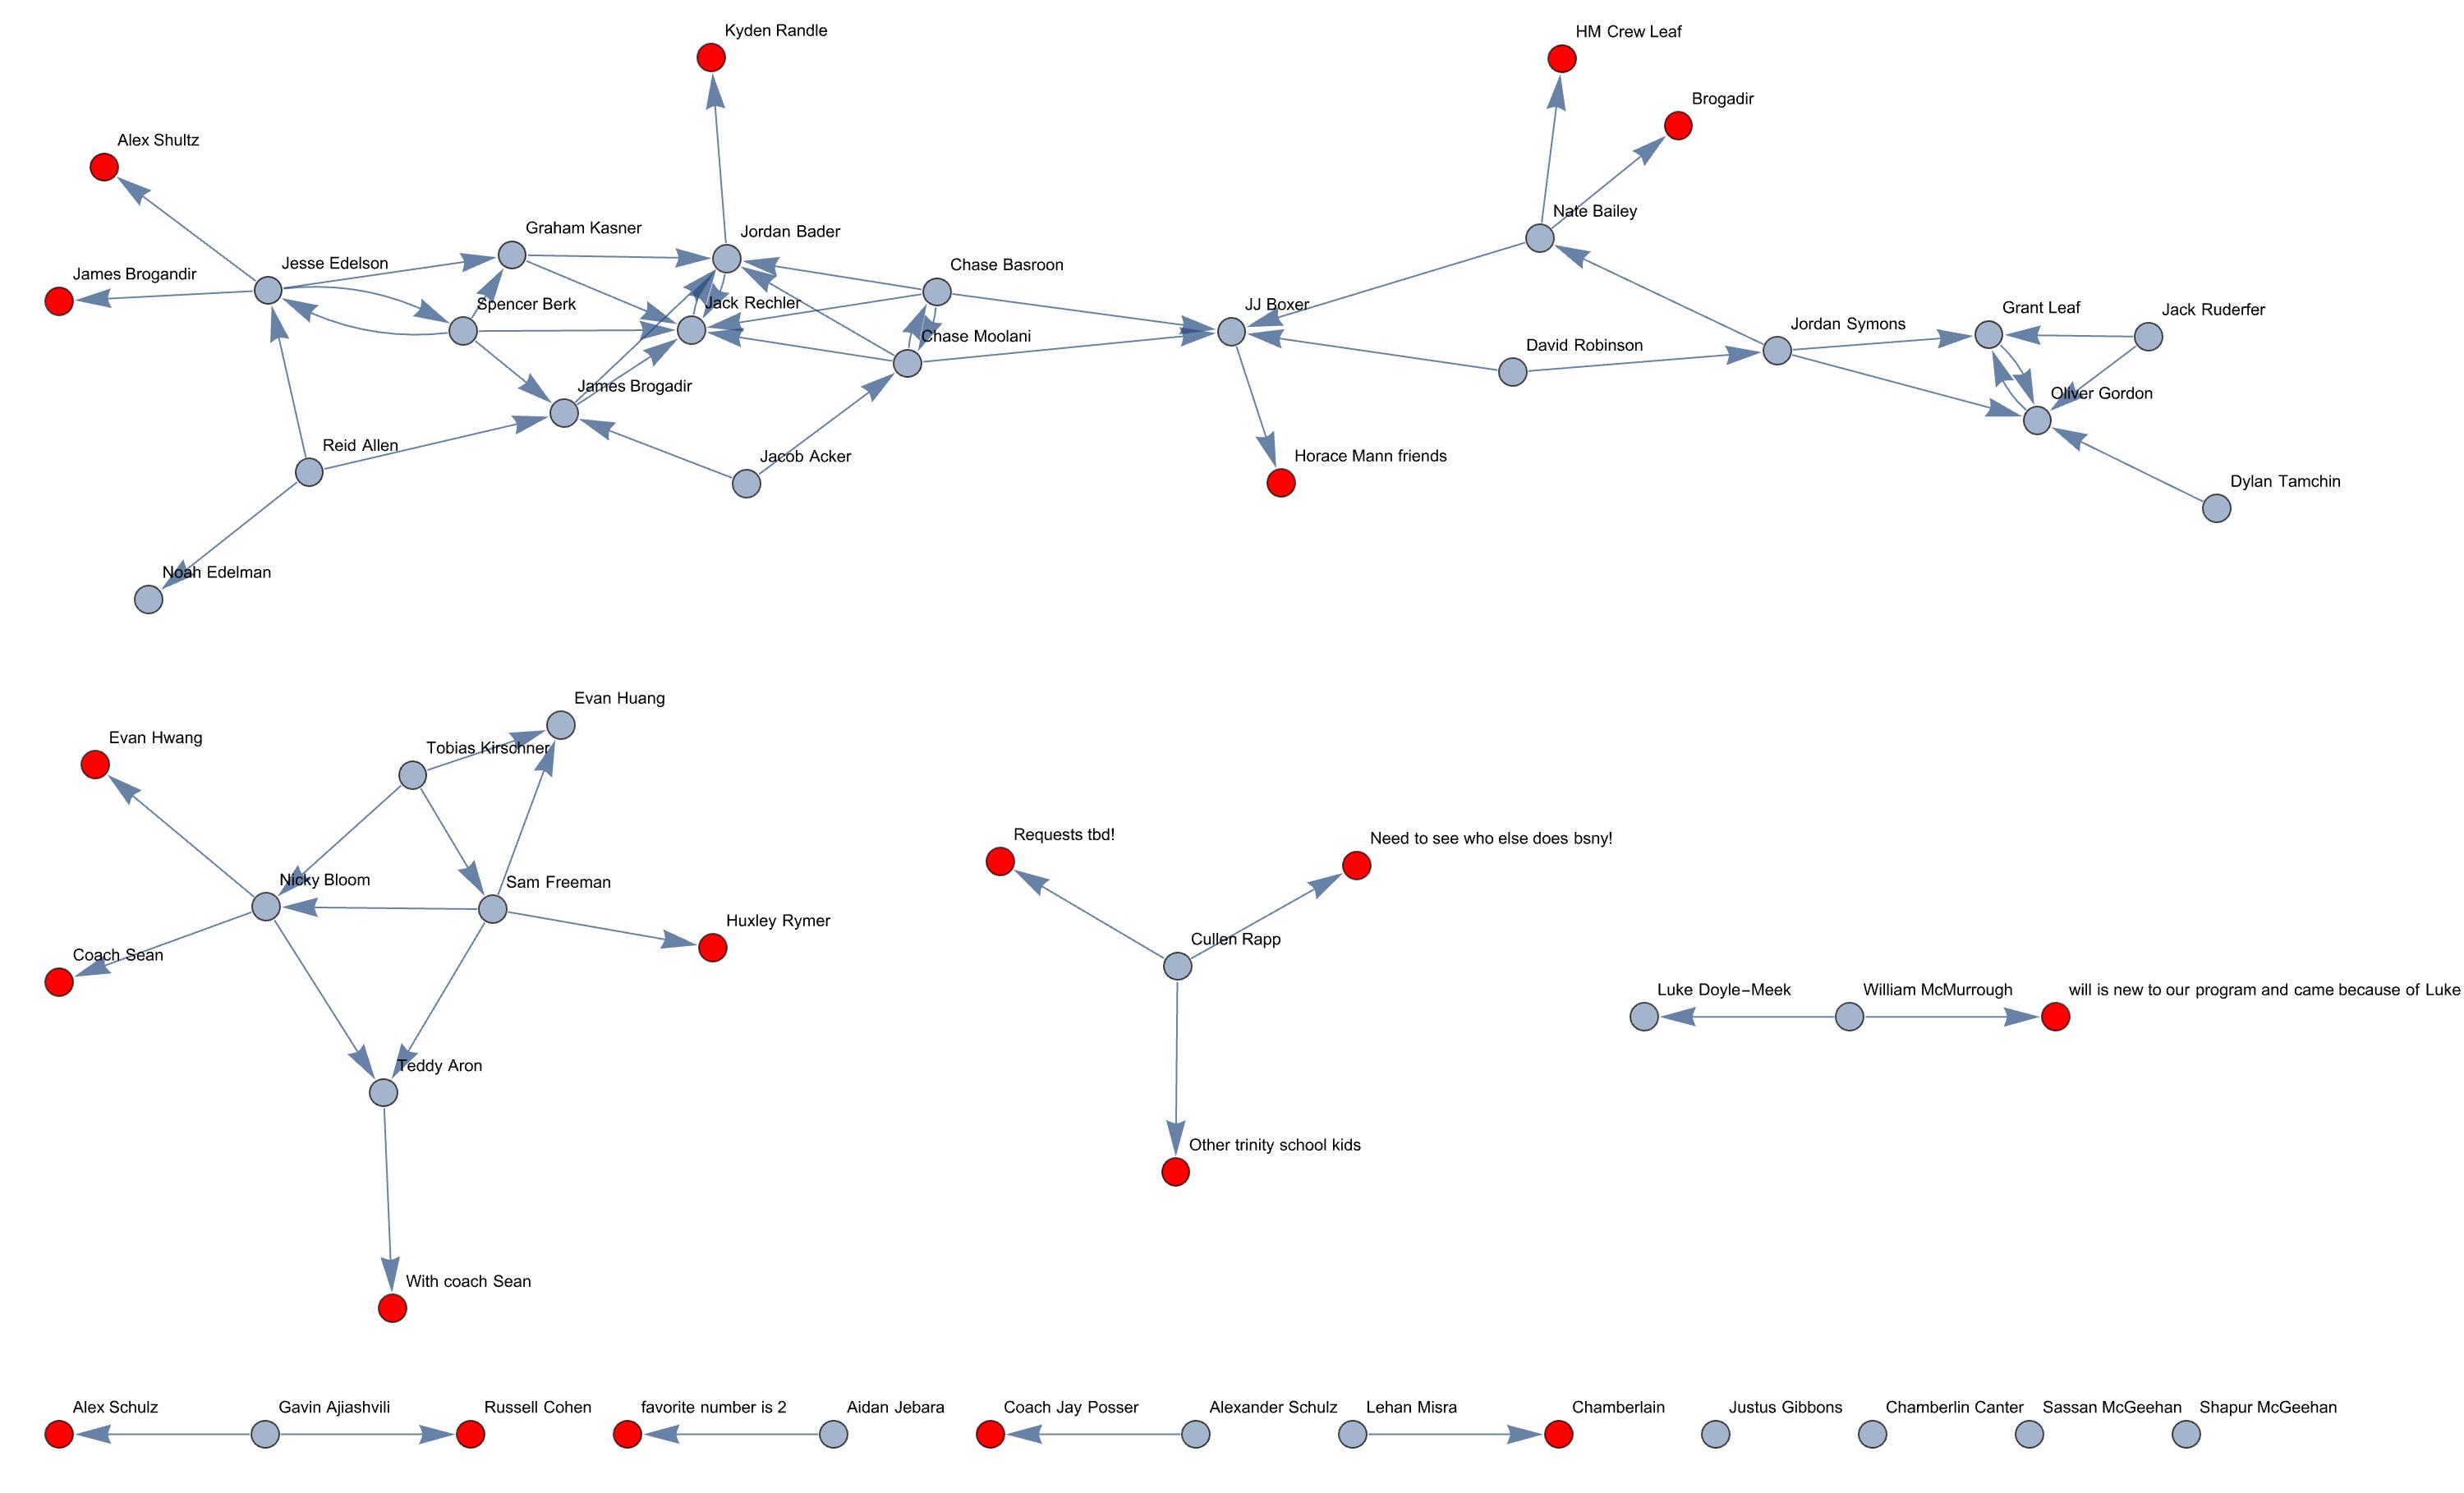 Kyden Randle
HM Crew Leaf
Brogadir
Alex Shultz
Nate Bailey
Graham Kasner
Jordan Bader
Jesse Edelson
Chase Basroon
James Brogandir
Spencer Berk
Jack Rechler
JJ Boxer
Grant Leaf
Jack Ruderfer
Jordan Symons
Chase Moolani
David Robinson
James Brogadir
Oliver Gordon
Reid Allen
Jacob Acker
Horace Mann friends
Dylan Tamchin
Noah Edelman
Evan Huang
Evan Hwang
Tobias Kirschner
Requests tbd!
Need to see who else does bsny!
Nicky Bloom
Sam Freeman
Huxley Rymer
Cullen Rapp
Coach Sean
Luke Doyle-Meek
William McMurrough
will is new to our program and came because of Luke
Teddy Aron
Other trinity school kids
With coach Sean
Alex Schulz
Gavin Ajiashvili
Russell Cohen
favorite number is 2
Aidan Jebara
Coach Jay Posser
Alexander Schulz
Lehan Misra
Chamberlain
Justus Gibbons
Chamberlin Canter
Sassan McGeehan
Shapur McGeehan